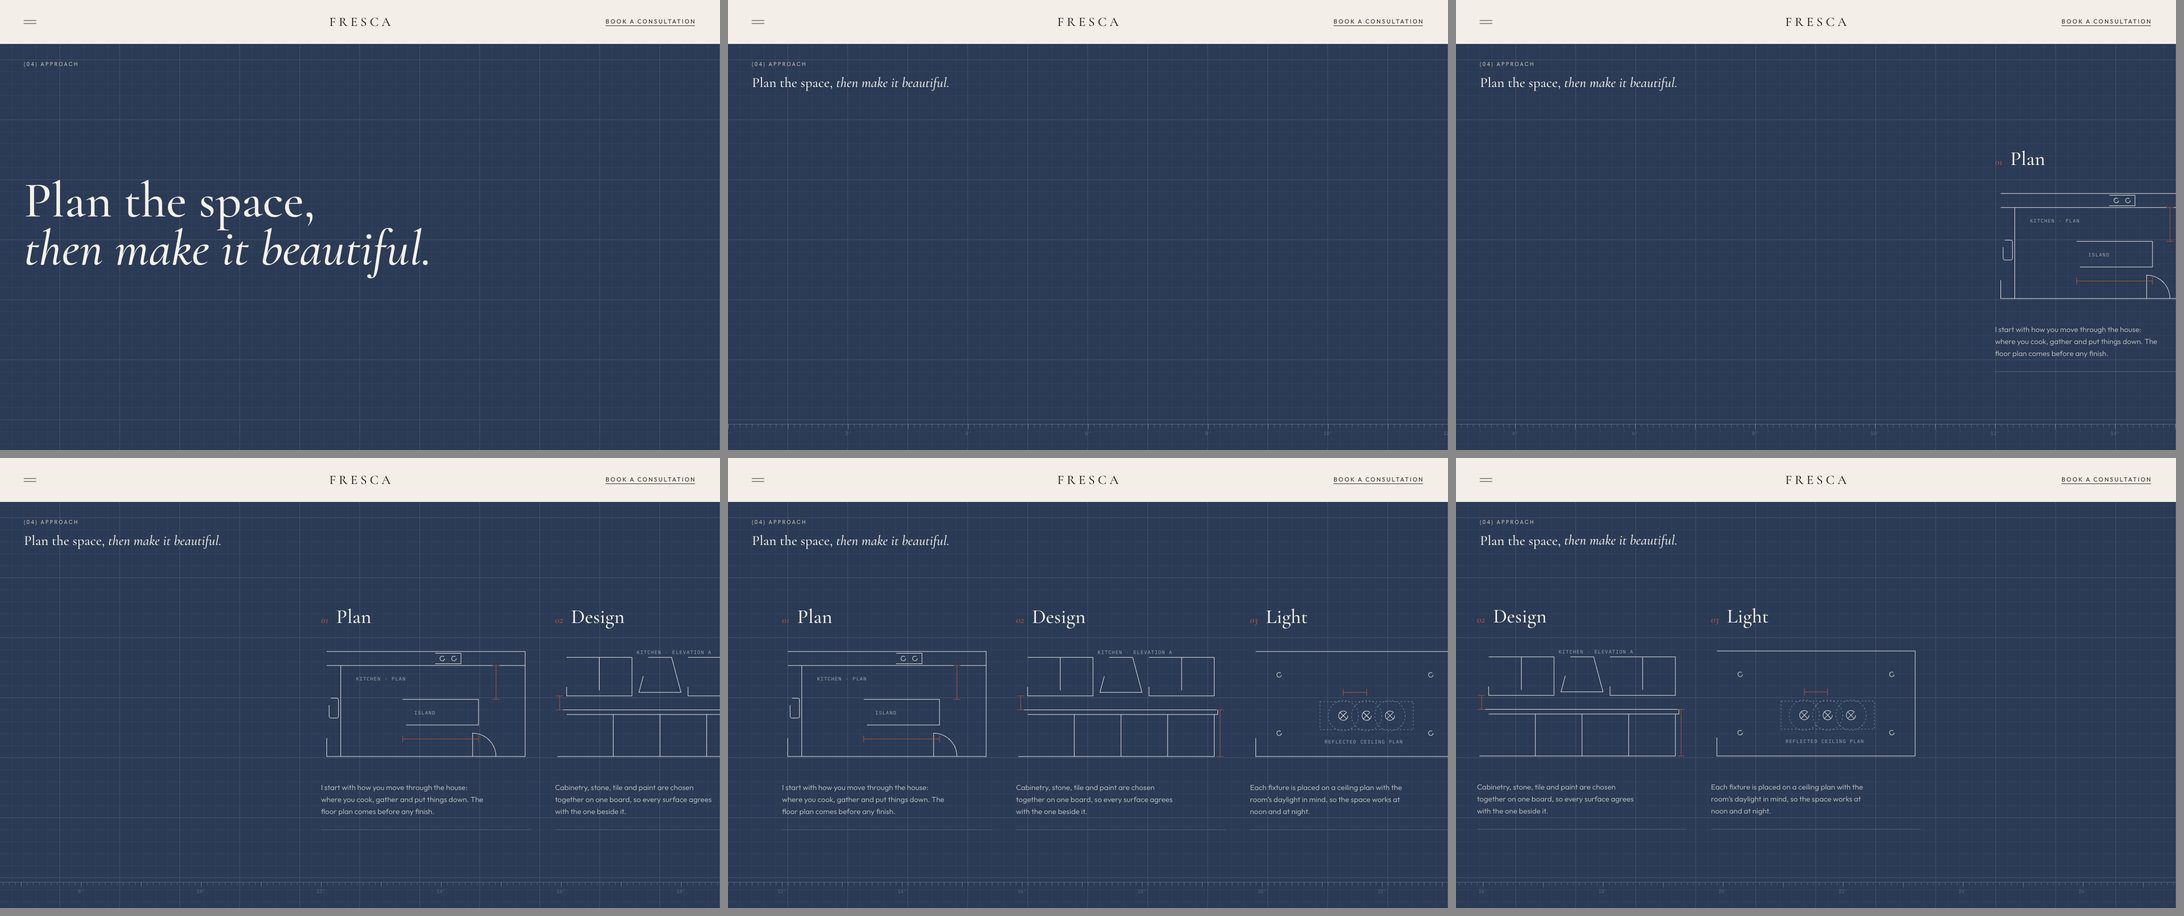 FRESCA
BOOK A CONSULTATION
(04) APPROACH
Plan the space,
then make it beautiful.
FRESCA
BOOK A CONSULTATION
(04) APPROACH
Plan the space, then make it beautiful.
FRESCA
BOOK A CONSULTATION
(04) APPROACH
Plan the space, then make it beautiful.
01 Plan
KITCHEN - PLAN
ISLAND
I start with how you move through the house:
where you cook, gather and put things down. The
floor plan comes before any finish.
FRESCA
BOOK A CONSULTATION
(04) APPROACH
Plan the space, then make it beautiful.
01 Plan
KITCHEN - PLAN
ISLAND
I start with how you move through the house:
where you cook, gather and put things down. The
floor plan comes before any finish.
02 Design
KITCHEN - ELEVATION A
Cabinetry, stone, tile and paint are chosen
together on one board, so every surface agrees
with the one beside it.
FRESCA
BOOK A CONSULTATION
(04) APPROACH
Plan the space, then make it beautiful.
01 Plan
KITCHEN - PLAN
ISLAND
I start with how you move through the house:
where you cook, gather and put things down. The
floor plan comes before any finish.
02 Design
KITCHEN - ELEVATION A
Cabinetry, stone, tile and paint are chosen
together on one board, so every surface agrees
with the one beside it.
03 Light
REFLECTED CEILING PLAN
Each fixture is placed on a ceiling plan with the
room's daylight in mind, so the space works at
noon and at night.
FRESCA
BOOK A CONSULTATION
(04) APPROACH
Plan the space, then make it beautiful.
02 Design
KITCHEN - ELEVATION A
Cabinetry, stone, tile and paint are chosen
together on one board, so every surface agrees
with the one beside it.
03 Light
REFLECTED CEILING PLAN
Each fixture is placed on a ceiling plan with the
room's daylight in mind, so the space works at
noon and at night.